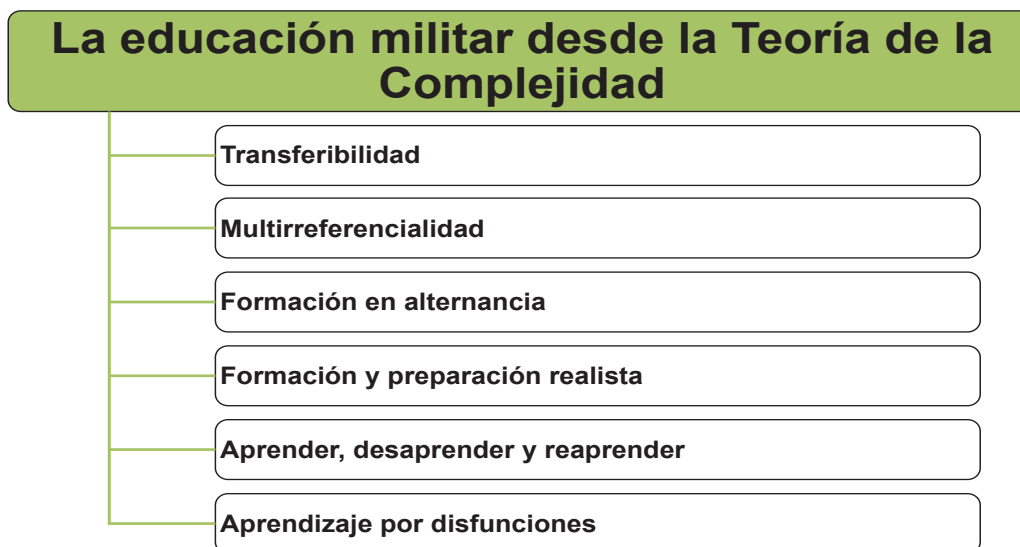 La educación militar desde la Teoría de la
Complejidad
Transferibilidad
Multirreferencialidad
Formación en alternancia
Formación y preparación realista
Aprender, desaprender y reaprender
Aprendizaje por disfunciones